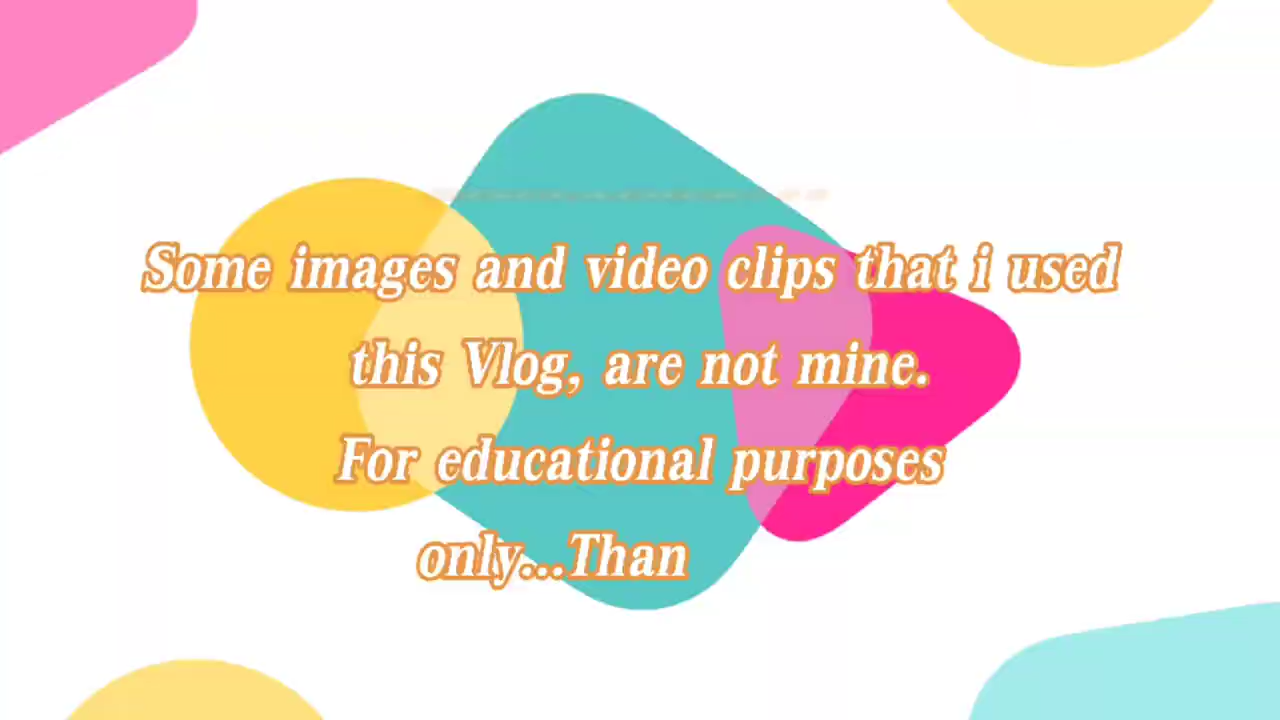 Some images and video clips that i used
this Vlog, are not mine.
For educational purposes
only...Than